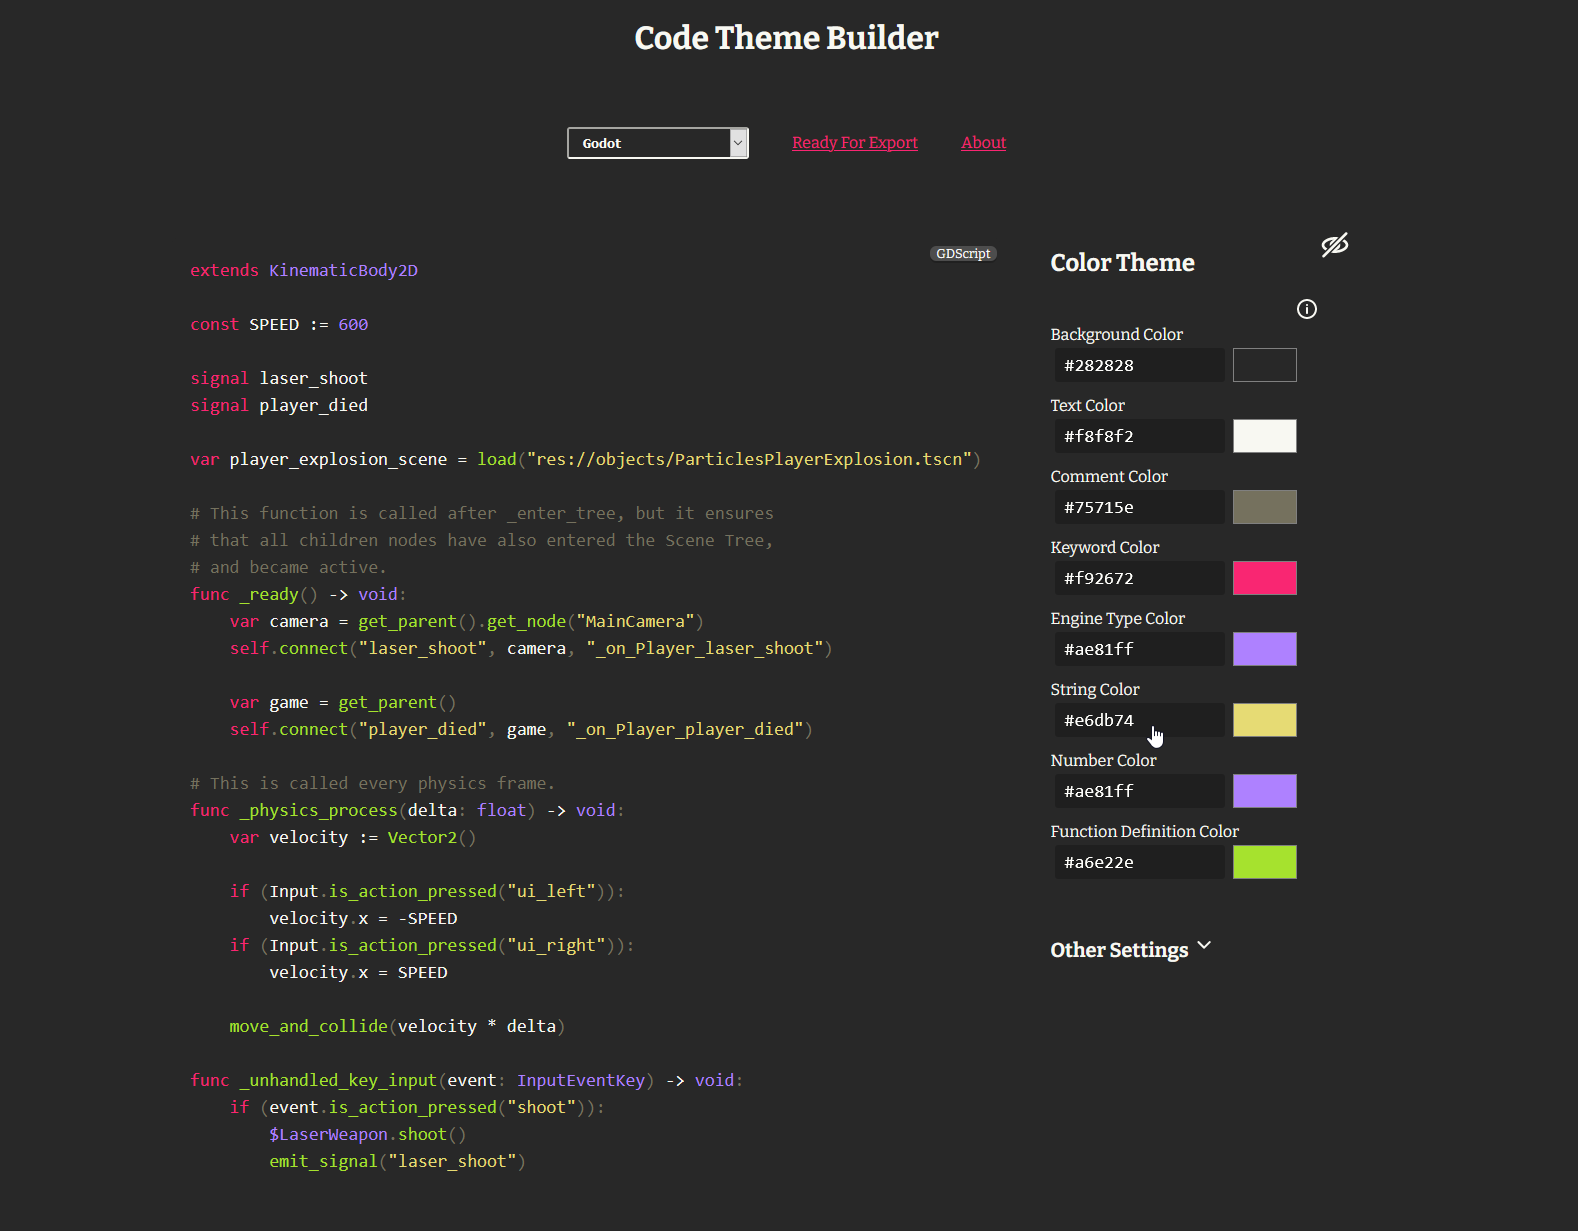 Code Theme Builder
Godot
Ready For Export
About
GDScript
extends KinematicBody2D
const SPEED := 600
signal laser_shoot
signal player_died
var player_explosion_scene = load("res://objects/ParticlesPlayerExplosion.tscn")
# This function is called after _enter_tree, but it ensures
# that all children nodes have also entered the Scene Tree,
# and became active.
func _ready() -> void:
    var camera = get_parent().get_node("MainCamera")
    self.connect("laser_shoot", camera, "_on_Player_laser_shoot")
    var game = get_parent()
    self.connect("player_died", game, "_on_Player_player_died")
# This is called every physics frame.
func _physics_process(delta: float) -> void:
    var velocity := Vector2()
    if (Input.is_action_pressed("ui_left")):
        velocity.x = -SPEED
    if (Input.is_action_pressed("ui_right")):
        velocity.x = SPEED
    move_and_collide(velocity * delta)
func _unhandled_key_input(event: InputEventKey) -> void:
    if (event.is_action_pressed("shoot")):
        $LaserWeapon.shoot()
        emit_signal("laser_shoot")
Color Theme
Background Color
#282828
Text Color
#f8f8f2
Comment Color
#75715e
Keyword Color
#f92672
Engine Type Color
#ae81ff
String Color
#e6db74
Number Color
#ae81ff
Function Definition Color
#a6e22e
Other Settings